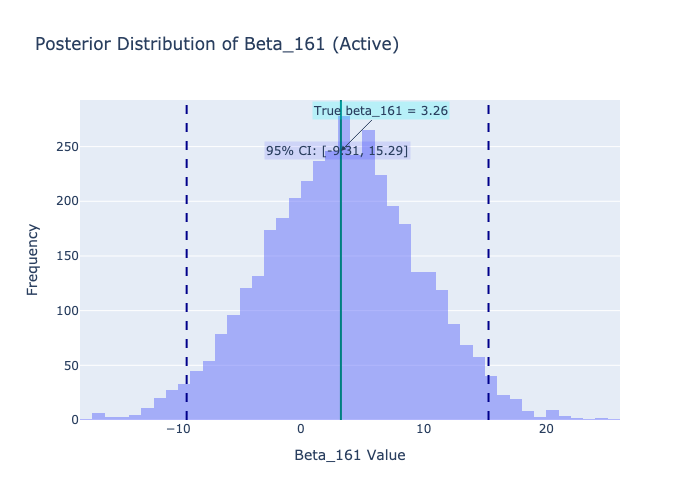 Posterior Distribution of Beta_161 (Active)
True beta_161 = 3.26
95% CI: [-9.31, 15.29]
Frequency
250
200
150
100
50
0
−10
0
10
20
Beta_161 Value